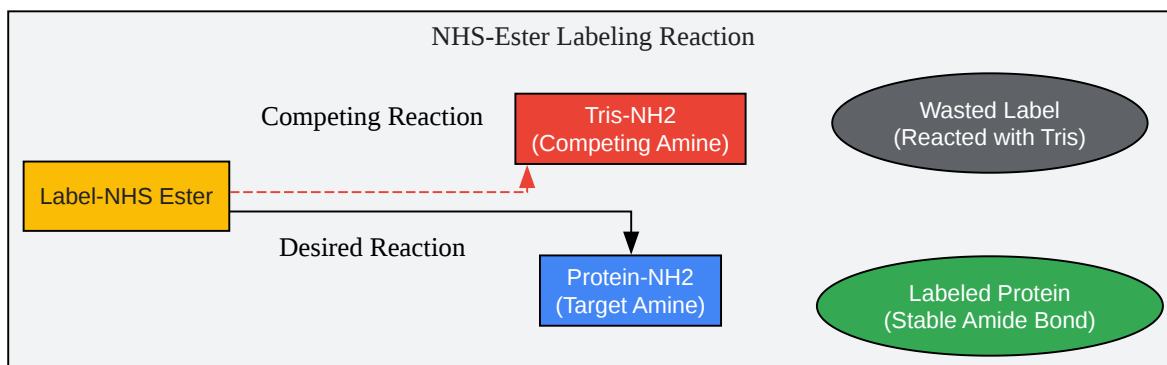 NHS-Ester Labeling Reaction
Competing Reaction
Tris-NH2
(Competing Amine)
Wasted Label
(Reacted with Tris)
Label-NHS Ester
Desired Reaction
Protein-NH2
(Target Amine)
Labeled Protein
(Stable Amide Bond)